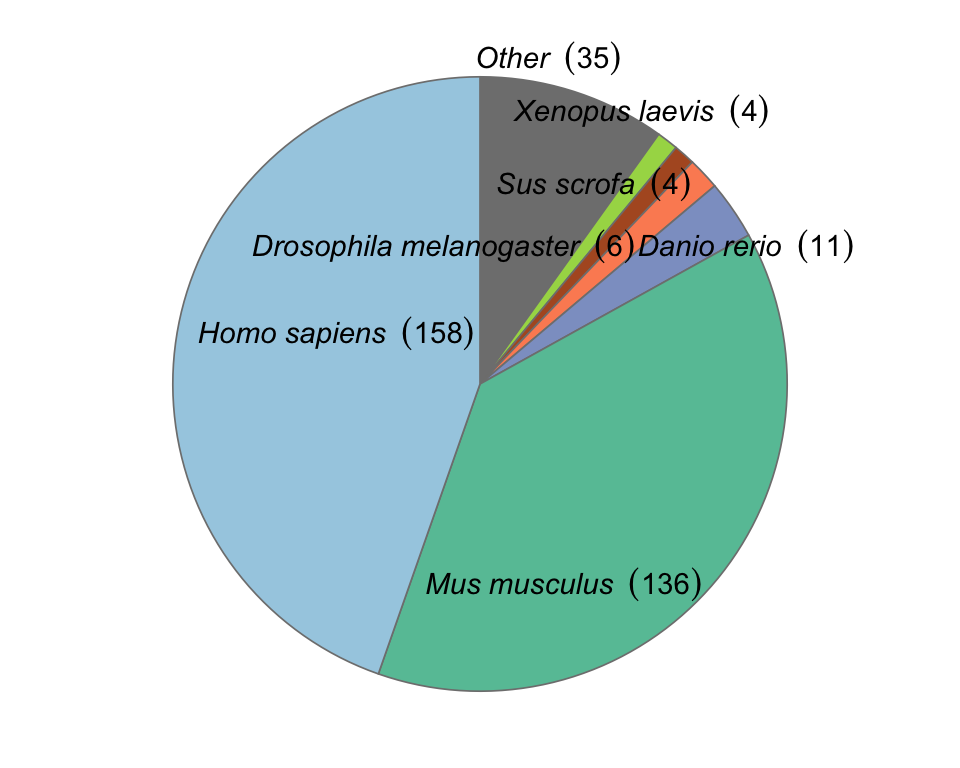 Other (35)
Xenopus laevis (4)
Sus scrofa (4)
Drosophila melanogaster (6) Danio rerio (11)
Homo sapiens (158)
Mus musculus (136)